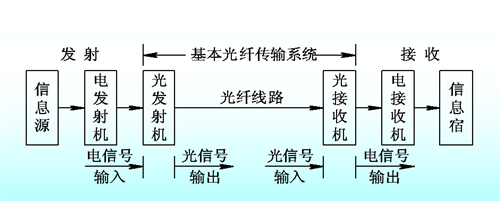 发 射
基本光纤传输系统
接 收
信息源
电发射机
光发射机
光纤线路
光接收机
电接收机
信息宿
电信号
输入
光信号
输出
光信号
输入
电信号
输出